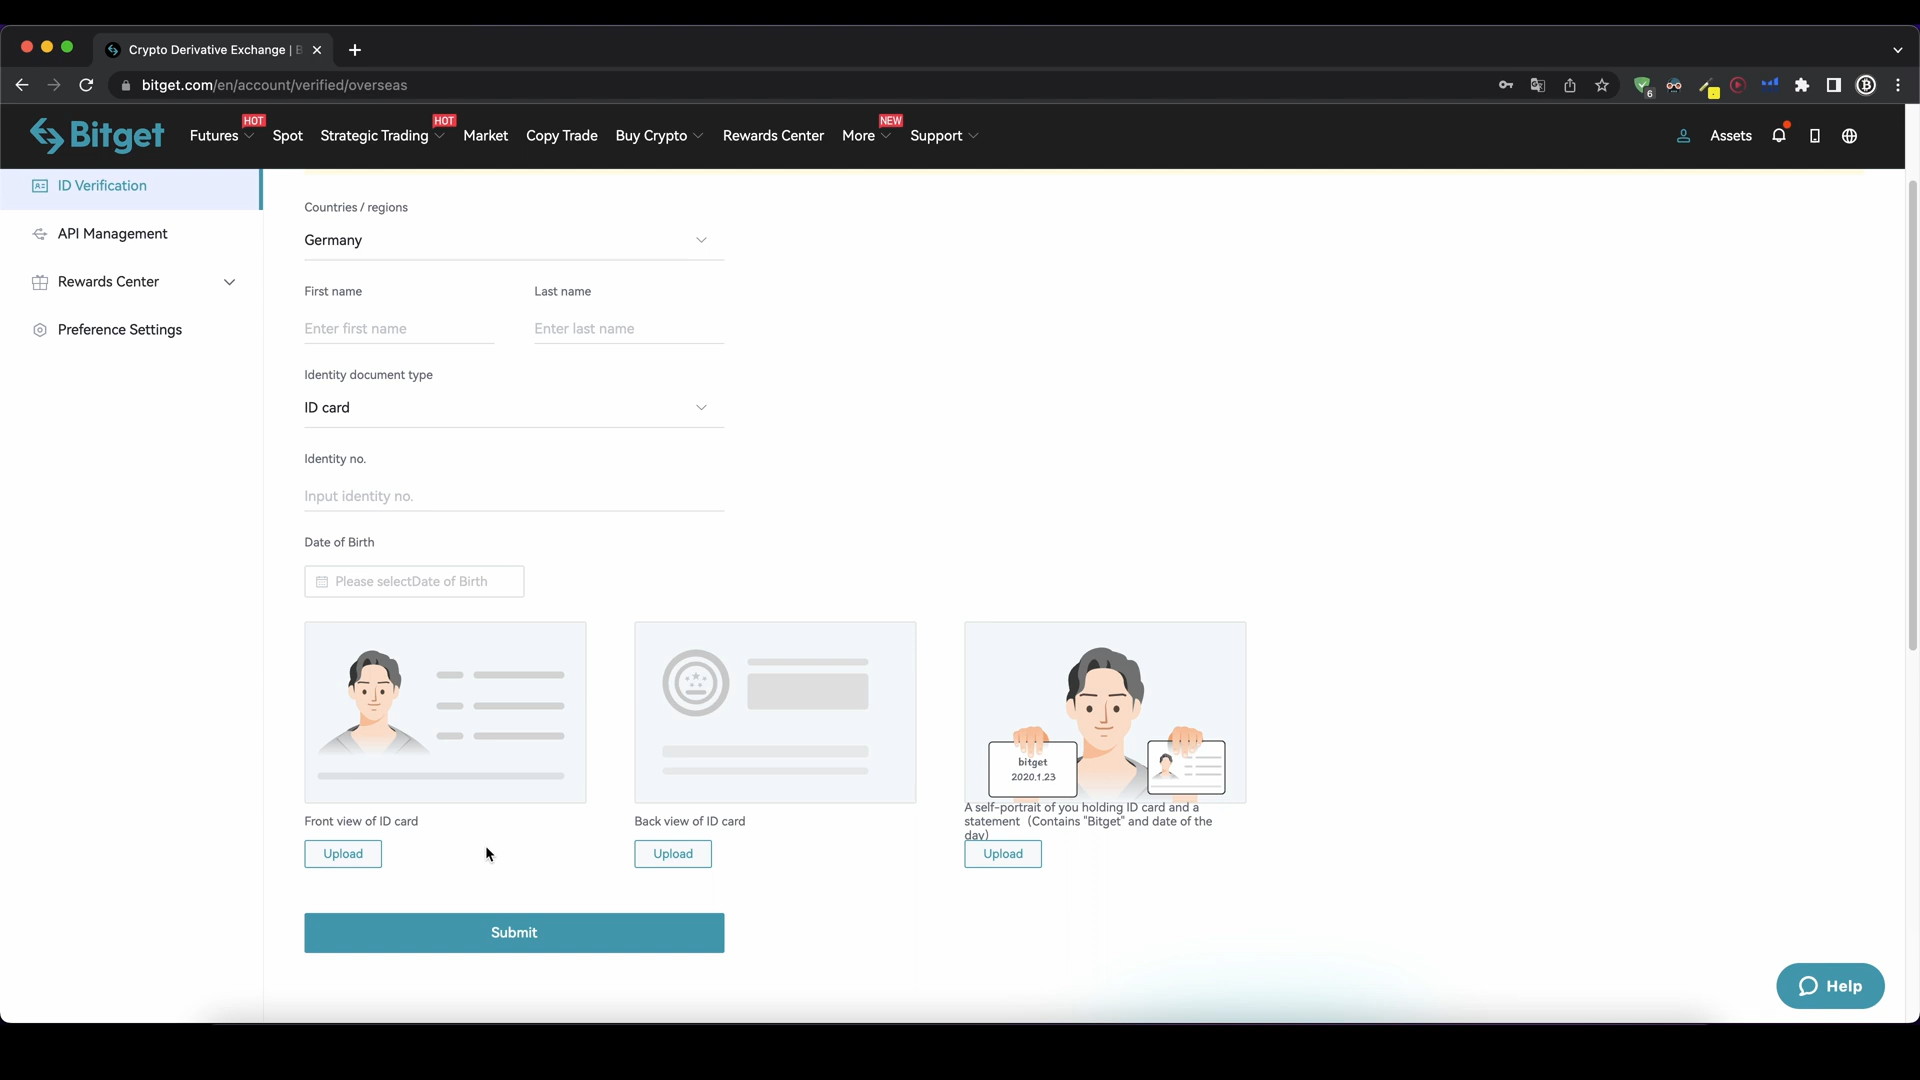 Crypto Derivative Exchange | B
bitget.com/en/account/verified/overseas
6
Bitget
Futures HOT
Spot
Strategic Trading HOT
Market
Copy Trade
Buy Crypto
Rewards Center
More NEW
Support
Assets
ID Verification
API Management
Rewards Center
Preference Settings
Countries / regions
Germany
First name
Last name
Enter first name
Enter last name
Identity document type
ID card
Identity no.
Input identity no.
Date of Birth
Please selectDate of Birth
bitget
2020.1.23
Front view of ID card
Back view of ID card
A self-portrait of you holding ID card and a
statement (Contains "Bitget" and date of the
day)
Upload
Upload
Upload
Submit
Help